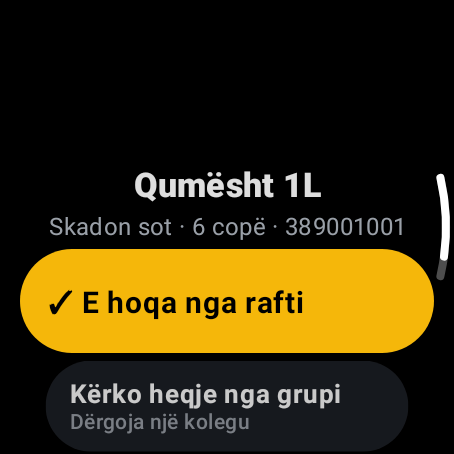 Qumësht 1L
Skadon sot · 6 copë · 389001001
✓ E hoqa nga rafti
Kërko heqje nga grupi
Dërgoja një kolegu